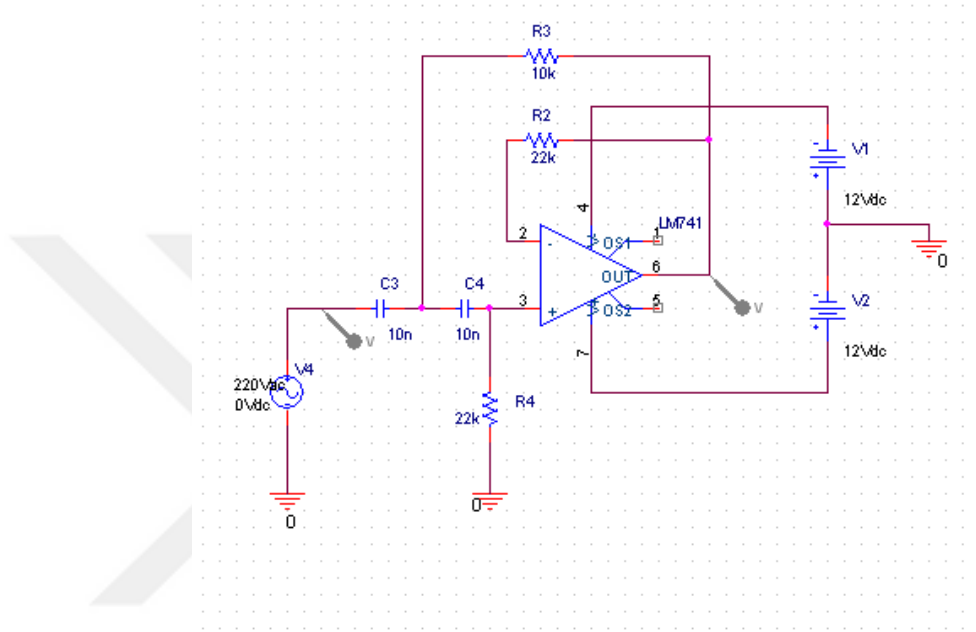 R3
10k
R2
22k
V1
12Vdc
0
4
LM741
2
-
OS1
1
OUT
6
3
+
OS2
5
7
C3
10n
C4
10n
V
V
V2
12Vdc
V4
220Vac
0Vdc
R4
22k
0
0